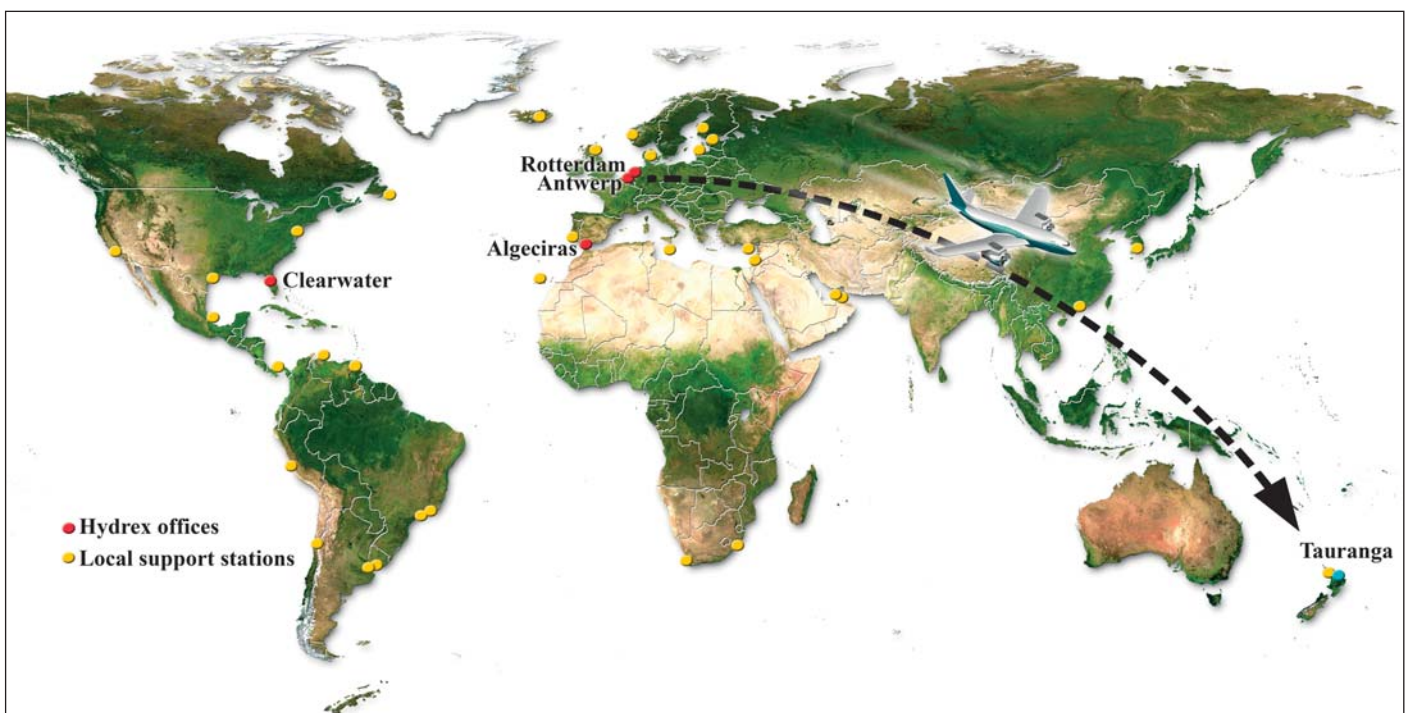 Rotterdam
Antwerp
Algeciras
Clearwater
Hydrex offices
Local support stations
Tauranga